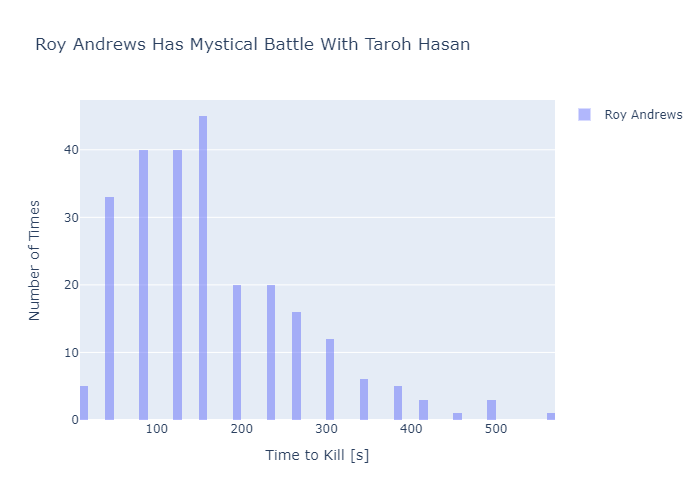 Roy Andrews Has Mystical Battle With Taroh Hasan
Roy Andrews
40
30
20
10
0
100 200 300 400 500
Number of Times
Time to Kill [s]